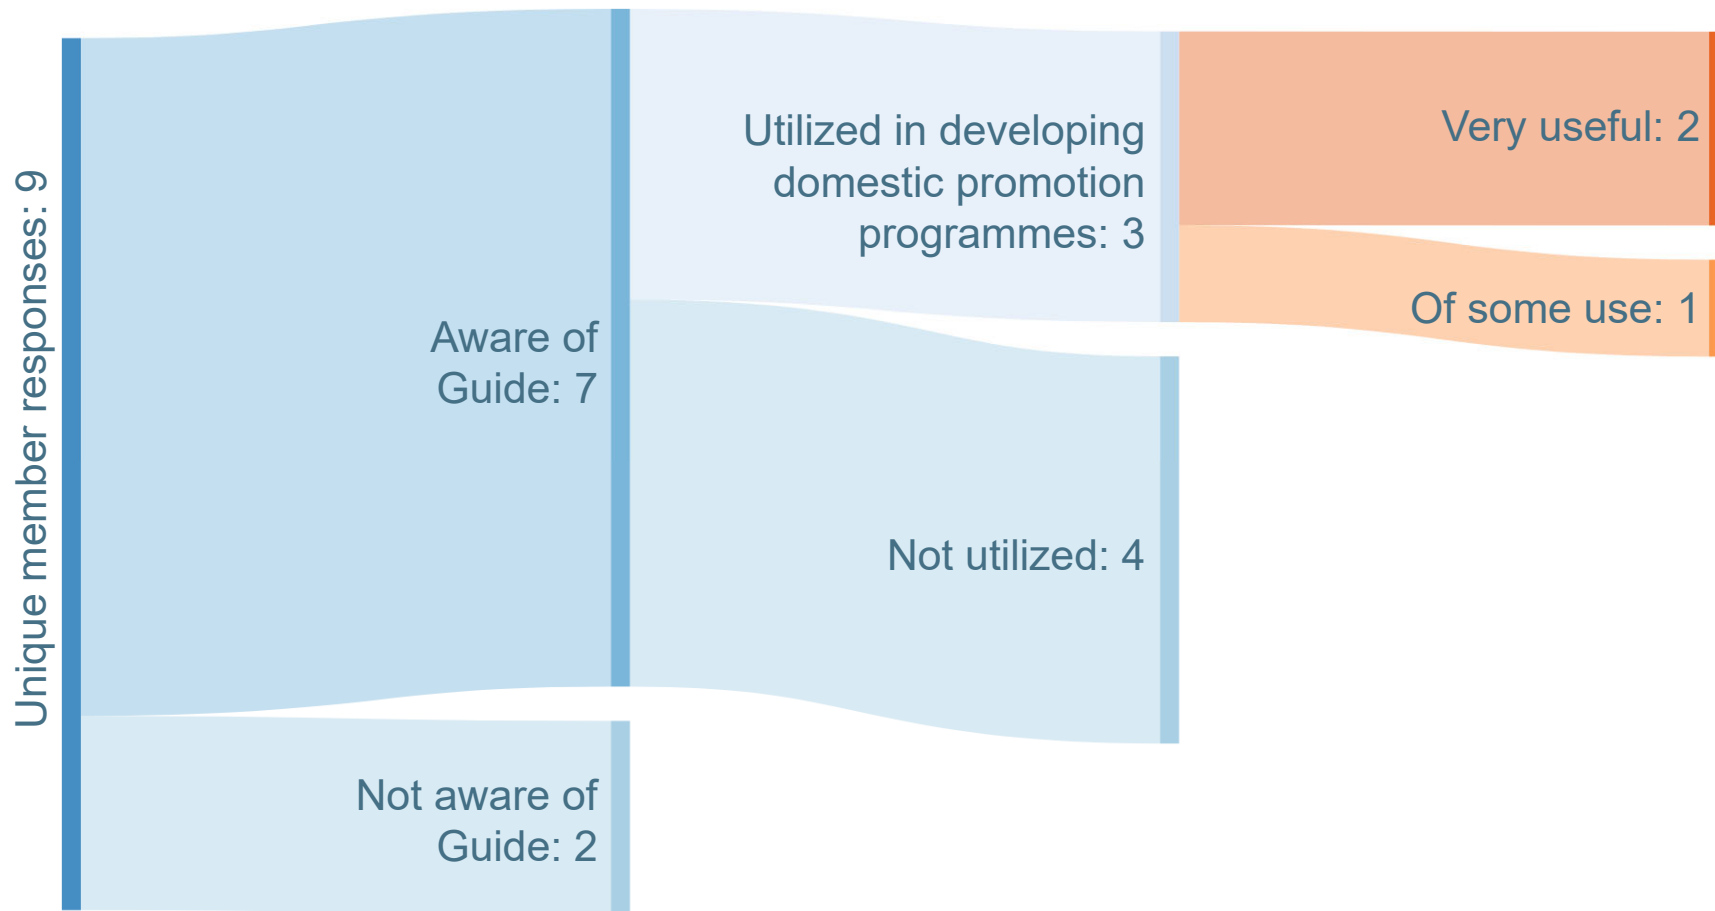 Unique member responses: 9
Aware of
Guide: 7
Not aware of
Guide: 2
Utilized in developing
domestic promotion
programmes: 3
Not utilized: 4
Very useful: 2
Of some use: 1